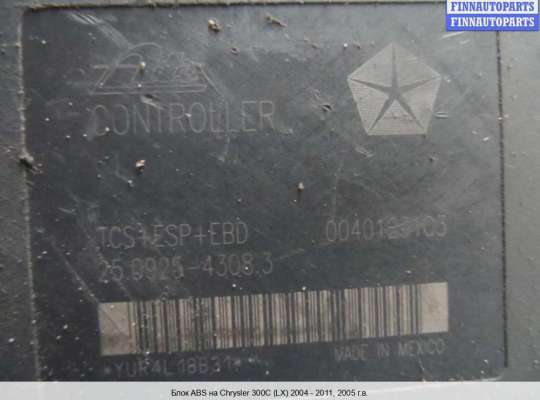 FINNAUTOPARTS
FINNAUTOPARTS
CONTROLLER
TCS+ESP+EBD
25.0925-4308.3
MADE IN MEXICO
Блок ABS на Chrysler 300C (LX) 2004 - 2011, 2005 г.в.